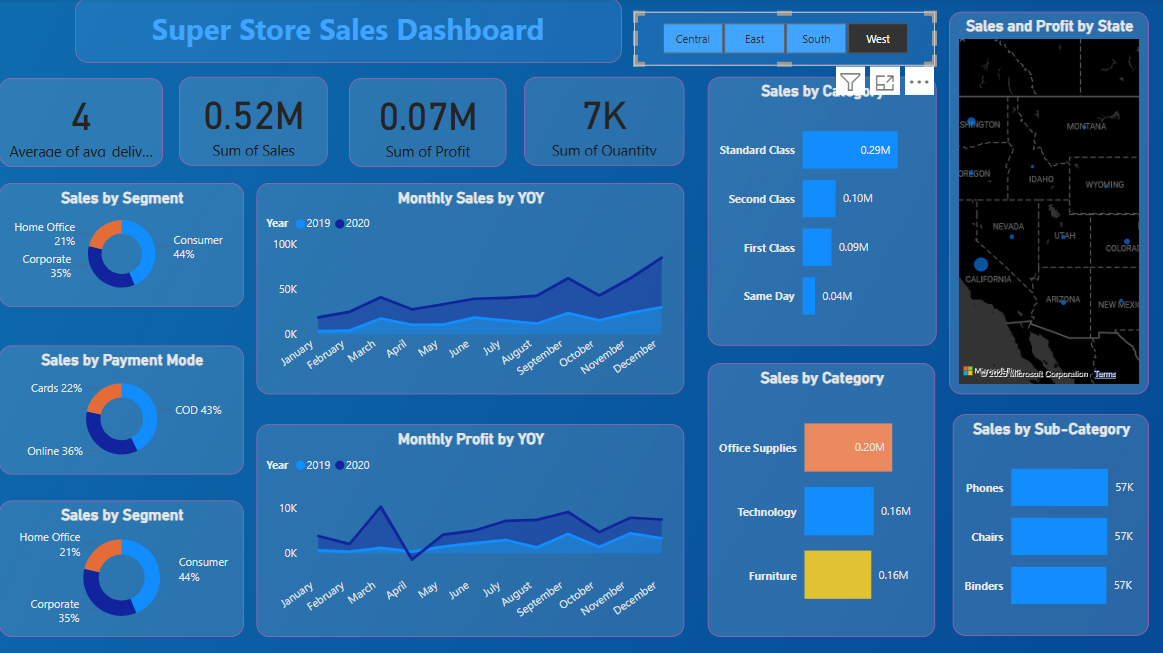 Super Store Sales Dashboard
Central East South West
4
Average of avg_deliv...
0.52M
Sum of Sales
0.07M
Sum of Profit
7K
Sum of Quantity
Sales by Segment
Home Office
21%
Corporate
35%
Consumer
44%
Sales by Payment Mode
Cards 22%
COD 43%
Online 36%
Sales by Segment
Home Office
21%
Consumer
44%
Corporate
35%
Monthly Sales by YOY
Year 2019 2020
100K
50K
0K
January February March April May June July August September October November December
Monthly Profit by YOY
Year 2019 2020
10K
0K
January February March April May June July August September October November December
Sales by Category
Standard Class 0.29M
Second Class 0.10M
First Class 0.09M
Same Day 0.04M
Sales by Category
Office Supplies 0.20M
Technology 0.16M
Furniture 0.16M
Sales and Profit by State
MONTANA
IDAHO
WYOMING
NEVADA
UTAH
CALIFORNIA
ARIZONA
Microsoft Corporation Terms
Sales by Sub-Category
Phones 57K
Chairs 57K
Binders 57K